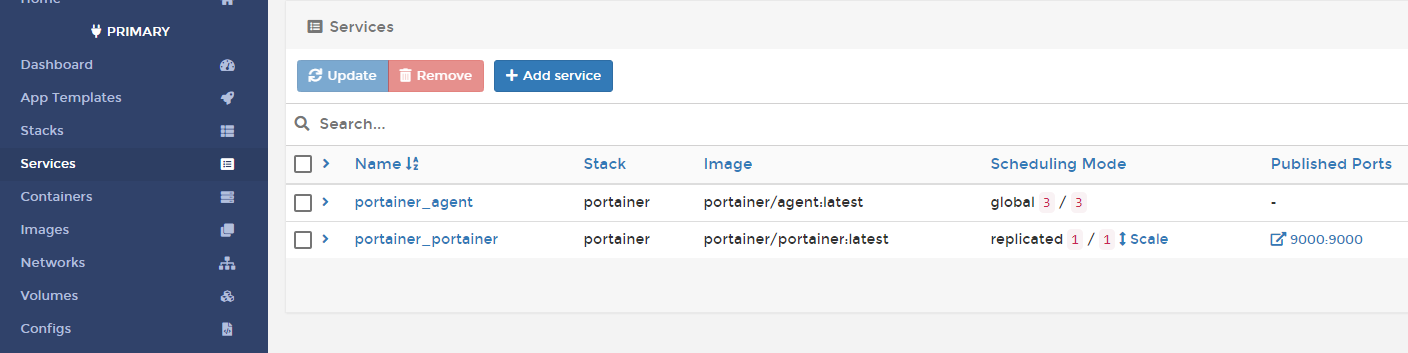 Home
PRIMARY
Dashboard
App Templates
Stacks
Services
Containers
Images
Networks
Volumes
Configs
Services
Update Remove Add service
Search...
Name Stack Image Scheduling Mode Published Ports
portainer_agent portainer portainer/agent:latest global 3 / 3 -
portainer_portainer portainer portainer/portainer:latest replicated 1 / 1 Scale 9000:9000